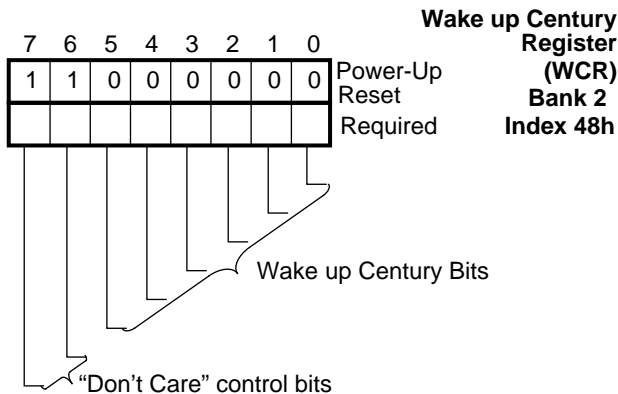 Wake up Century
Register
(WCR)
Bank 2
Index 48h
7 6 5 4 3 2 1 0
1 1 0 0 0 0 0 0
Power-Up
Reset
Required
Wake up Century Bits
“Don’t Care” control bits